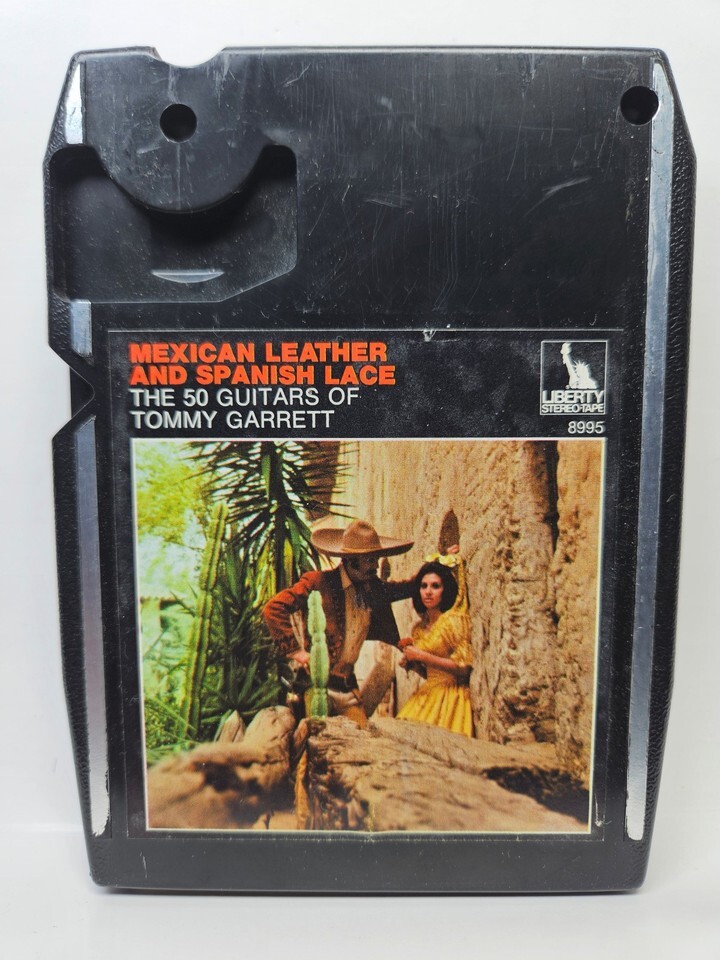 MEXICAN LEATHER
AND SPANISH LACE
THE 50 GUITARS OF
TOMMY GARRETT
LIBERTY
STEREO-TAPE
8995